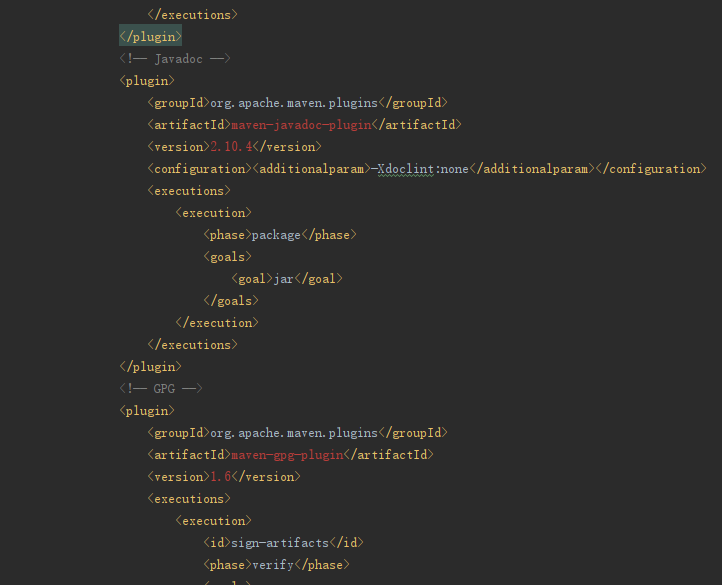 </executions>
</plugin>
<!-- Javadoc -->
<plugin>
<groupId>org.apache.maven.plugins</groupId>
<artifactId>maven-javadoc-plugin</artifactId>
<version>2.10.4</version>
<configuration><additionalparam>-Xdoclint:none</additionalparam></configuration>
<executions>
<execution>
<phase>package</phase>
<goals>
<goal>jar</goal>
</goals>
</execution>
</executions>
</plugin>
<!-- GPG -->
<plugin>
<groupId>org.apache.maven.plugins</groupId>
<artifactId>maven-gpg-plugin</artifactId>
<version>1.6</version>
<executions>
<execution>
<id>sign-artifacts</id>
<phase>verify</phase>